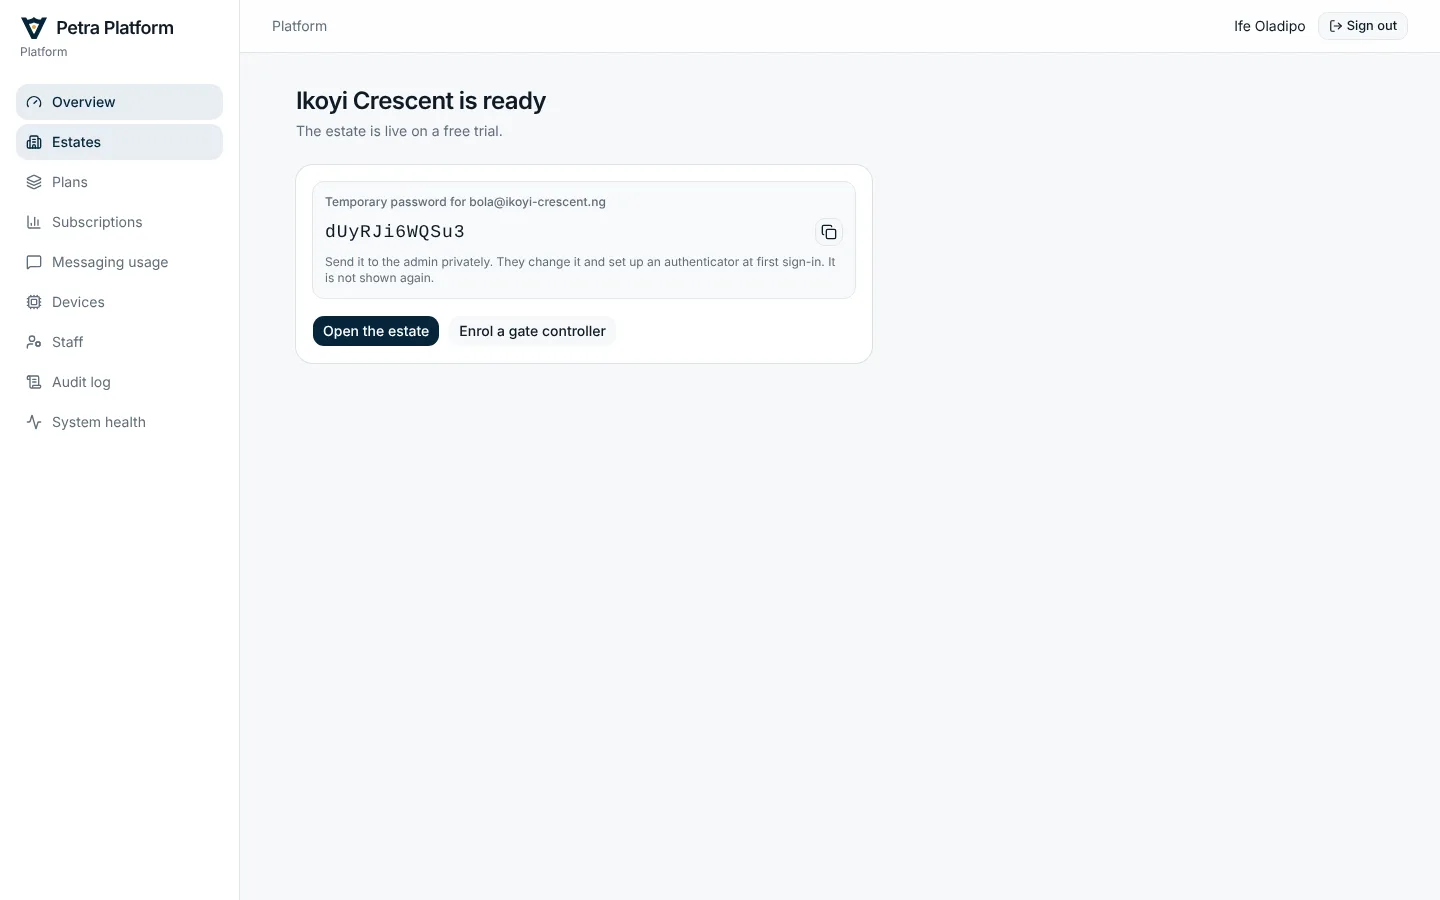 Petra Platform
Platform
Overview
Estates
Plans
Subscriptions
Messaging usage
Devices
Staff
Audit log
System health
Platform
Ife Oladipo
Sign out
Ikoyi Crescent is ready
The estate is live on a free trial.
Temporary password for bola@ikoyi-crescent.ng
dUyRJi6WQSu3
Send it to the admin privately. They change it and set up an authenticator at first sign-in. It
is not shown again.
Open the estate
Enrol a gate controller